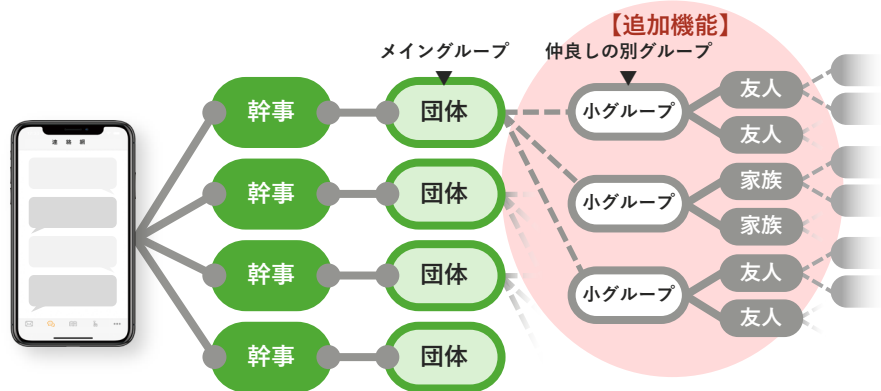 【追加機能】
メイングループ
仲良しの別グループ
連絡網
幹事
団体
小グループ
友人
友人
幹事
団体
小グループ
家族
家族
幹事
団体
小グループ
友人
友人
幹事
団体